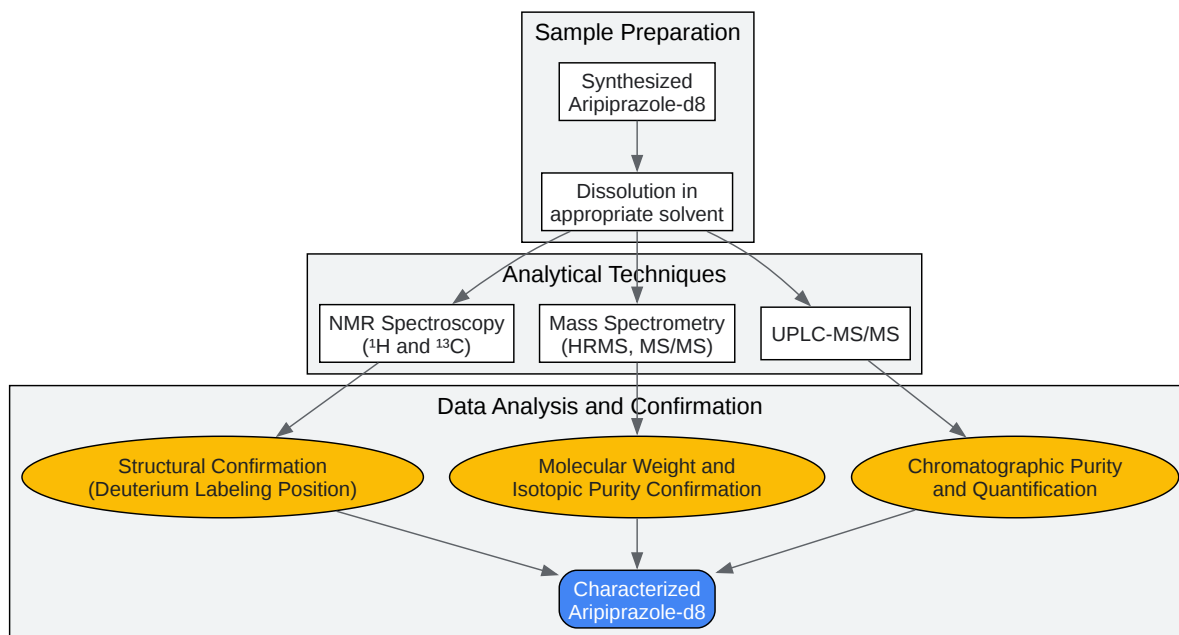 Sample Preparation
Synthesized
Aripiprazole-d8
Dissolution in
appropriate solvent
Analytical Techniques
NMR Spectroscopy
(¹H and ¹³C)
Mass Spectrometry
(HRMS, MS/MS)
UPLC-MS/MS
Data Analysis and Confirmation
Structural Confirmation
(Deuterium Labeling Position)
Molecular Weight and
Isotopic Purity Confirmation
Chromatographic Purity
and Quantification
Characterized
Aripiprazole-d8